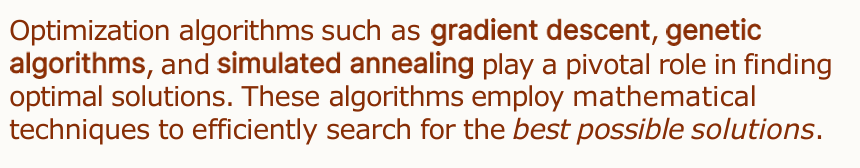 Optimization algorithms such as gradient descent, genetic
algorithms, and simulated annealing play a pivotal role in finding
optimal solutions. These algorithms employ mathematical
techniques to efficiently search for the best possible solutions.